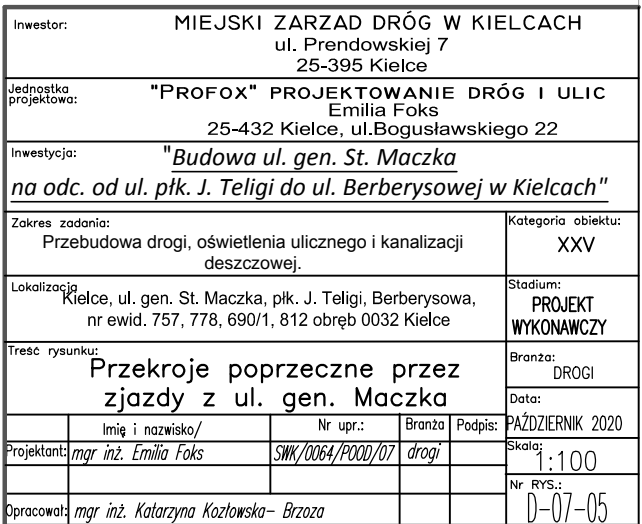 Inwestor: MIEJSKI ZARZAD DRÓG W KIELCACH
ul. Prendowskiej 7
25-395 Kielce
Jednostka projektowa: "PROFOX" PROJEKTOWANIE DRÓG I ULIC
Emilia Foks
25-432 Kielce, ul.Bogusławskiego 22
Inwestycja: "Budowa ul. gen. St. Maczka
na odc. od ul. płk. J. Teligi do ul. Berberysowej w Kielcach"
Zakres zadania:
Przebudowa drogi, oświetlenia ulicznego i kanalizacji
deszczowej.
Kategoria obiektu:
XXV
Lokalizacja
Kielce, ul. gen. St. Maczka, płk. J. Teligi, Berberysowa,
nr ewid. 757, 778, 690/1, 812 obręb 0032 Kielce
Stadium:
PROJEKT
WYKONAWCZY
Treść rysunku:
Przekroje poprzeczne przez
zjazdy z ul. gen. Maczka
Branża:
DROGI
Data:
PAŹDZIERNIK 2020
Imię i nazwisko/ Nr upr.: Branża Podpis:
Projektant: mgr inż. Emilia Foks SWK/0064/POOD/07 drogi
Skala:
1:100
Opracował: mgr inż. Katarzyna Kozłowska- Brzoza
Nr RYS.:
D-07-05